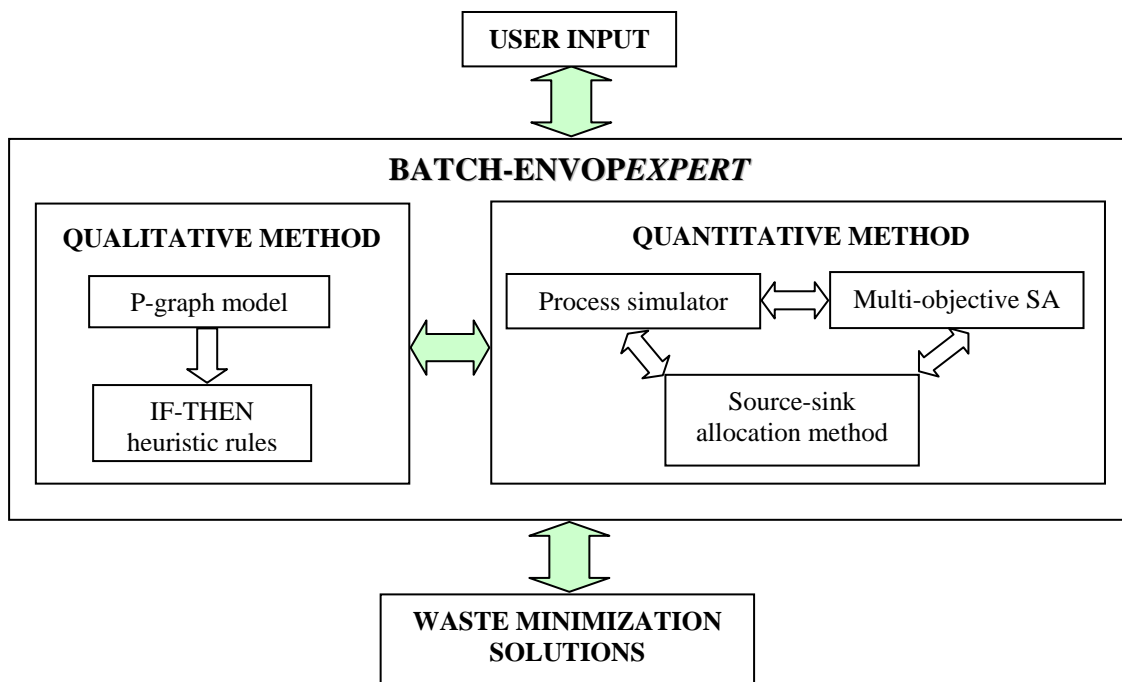 USER INPUT
BATCH-ENVOPEXPERT
QUALITATIVE METHOD
P-graph model
IF-THEN
heuristic rules
QUANTITATIVE METHOD
Process simulator
Multi-objective SA
Source-sink
allocation method
WASTE MINIMIZATION
SOLUTIONS